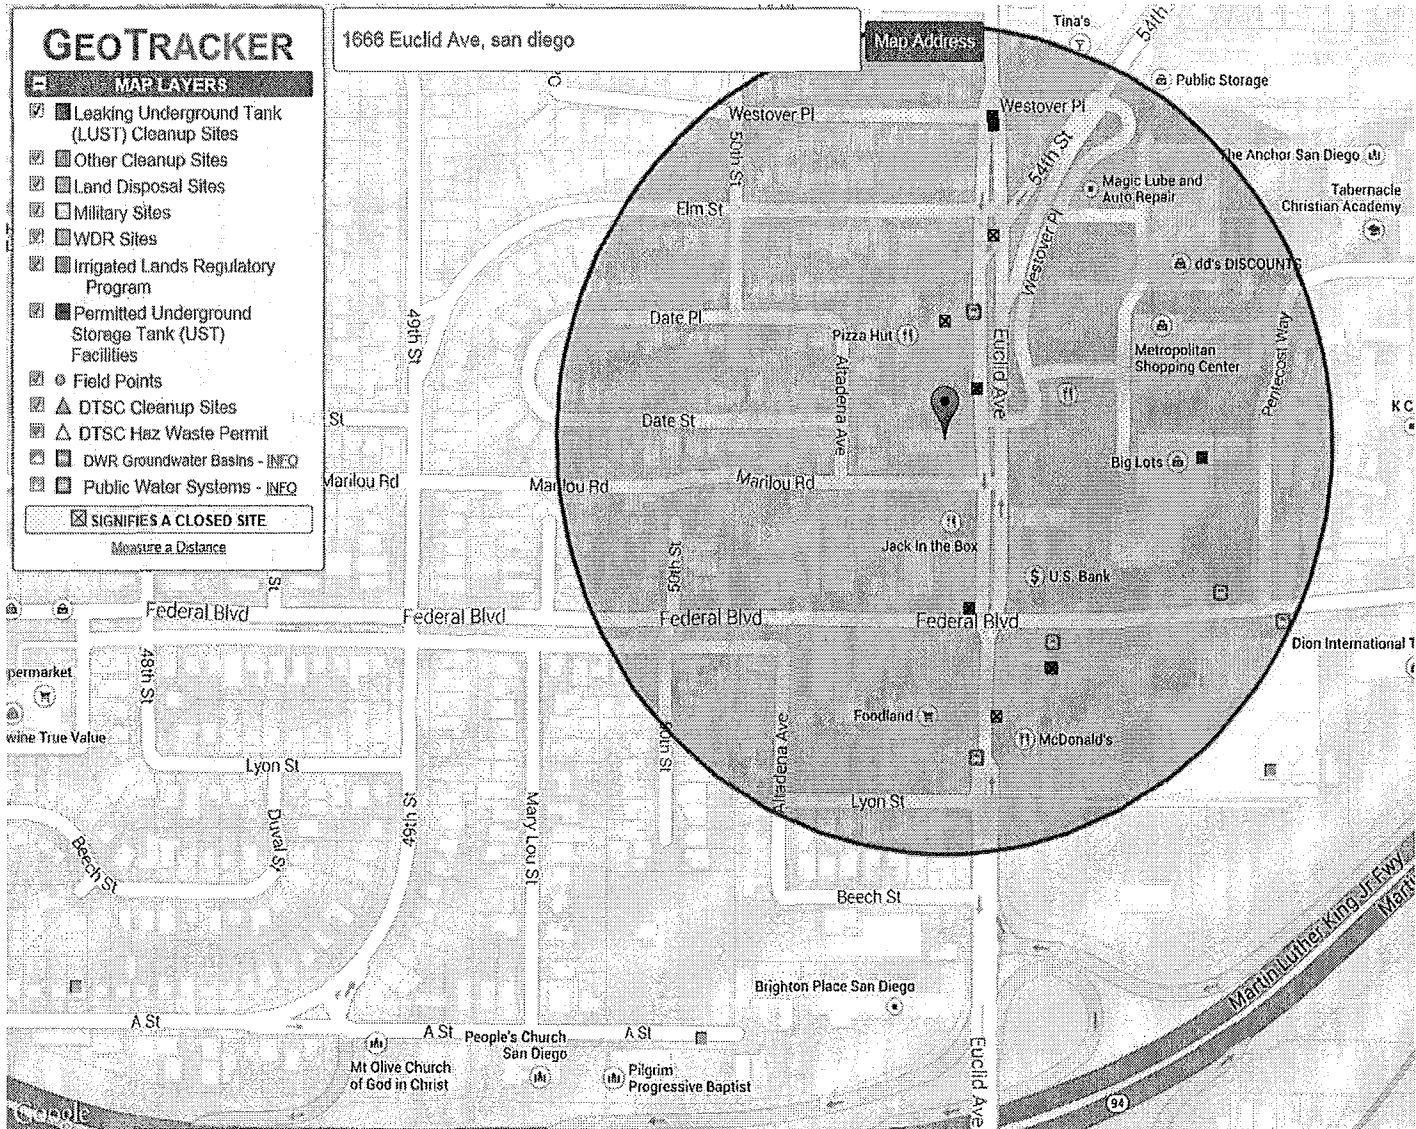 GEOTRACKER
MAP LAYERS
Leaking Underground Tank
(LUST) Cleanup Sites
Other Cleanup Sites
Land Disposal Sites
Military Sites
WDR Sites
Irrigated Lands Regulatory
Program
Permitted Underground
Storage Tank (UST)
Facilities
Field Points
DTSC Cleanup Sites
DTSC Haz Waste Permit
DWR Groundwater Basins - INFO
Public Water Systems - INFO
SIGNIFIES A CLOSED SITE
Measure a Distance
1666 Euclid Ave, san diego
Map Address
Tina's
54th
Public Storage
Westover Pl
Westover Pl
50th St
54th St
The Anchor San Diego
Magic Lube and
Auto Repair
Tabernacle
Christian Academy
Elm St
Westover Pl
dd's DISCOUNTS
49th St
Date Pl
Pizza Hut
Altadena Ave
Euclid Ave
Metropolitan
Shopping Center
Pentecost Way
K C
St
Date St
Big Lots
Marilou Rd
Marilou Rd
Marilou Rd
Jack in the Box
50th St
St
U.S. Bank
Federal Blvd
Federal Blvd
Federal Blvd
Federal Blvd
Dion International T
48th St
permarket
wine True Value
Foodland
McDonald's
50th St
Altadena Ave
Lyon St
Lyon St
Duval St
49th St
Mary Lou St
Beech St
Beech St
Martin Luther King Jr Fwy
Marti
Brighton Place San Diego
A St
A St
A St
People's Church
San Diego
Mt Olive Church
of God in Christ
Pilgrim
Progressive Baptist
Euclid Ave
94
Google